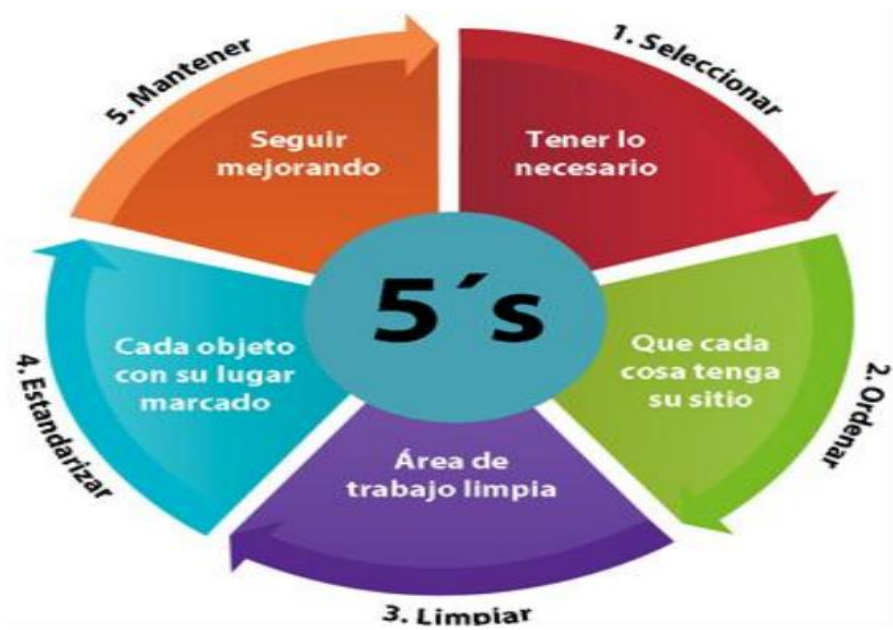 1. Seleccionar
Tener lo
necesario
2. Ordenar
Que cada
cosa tenga
su sitio
3. Limpiar
Área de
trabajo limpia
4. Estandarizar
Cada objeto
con su lugar
marcado
5. Mantener
Seguir
mejorando
5´s